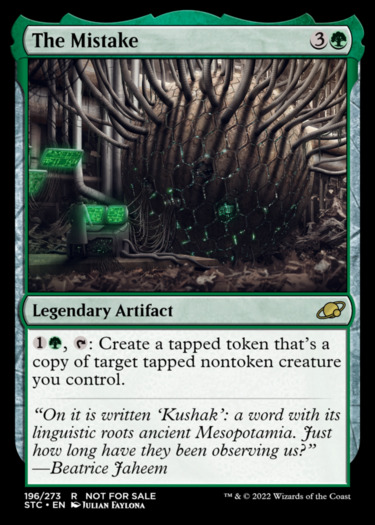 The Mistake 3
Legendary Artifact
1, : Create a tapped token that's a
copy of target tapped nontoken creature
you control.
“On it is written ‘Kushak’: a word with its
linguistic roots ancient Mesopotamia. Just
how long have they been observing us?”
—Beatrice Jaheem
196/273 R NOT FOR SALE
STC • EN Julian Faylona
™ & © 2022 Wizards of the Coast